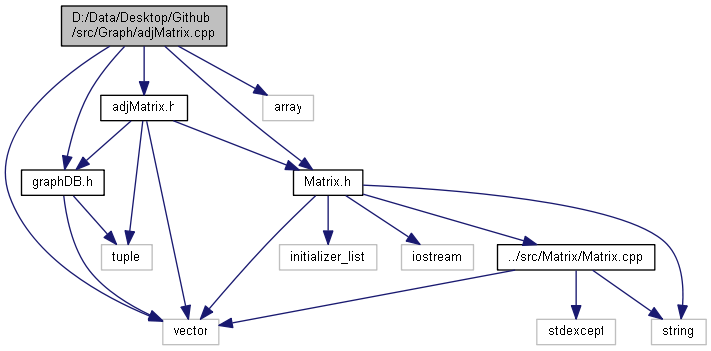 D:/Data/Desktop/Github
/src/Graph/adjMatrix.cpp
adjMatrix.h
array
graphDB.h
Matrix.h
tuple
initializer_list
iostream
../src/Matrix/Matrix.cpp
vector
stdexcept
string